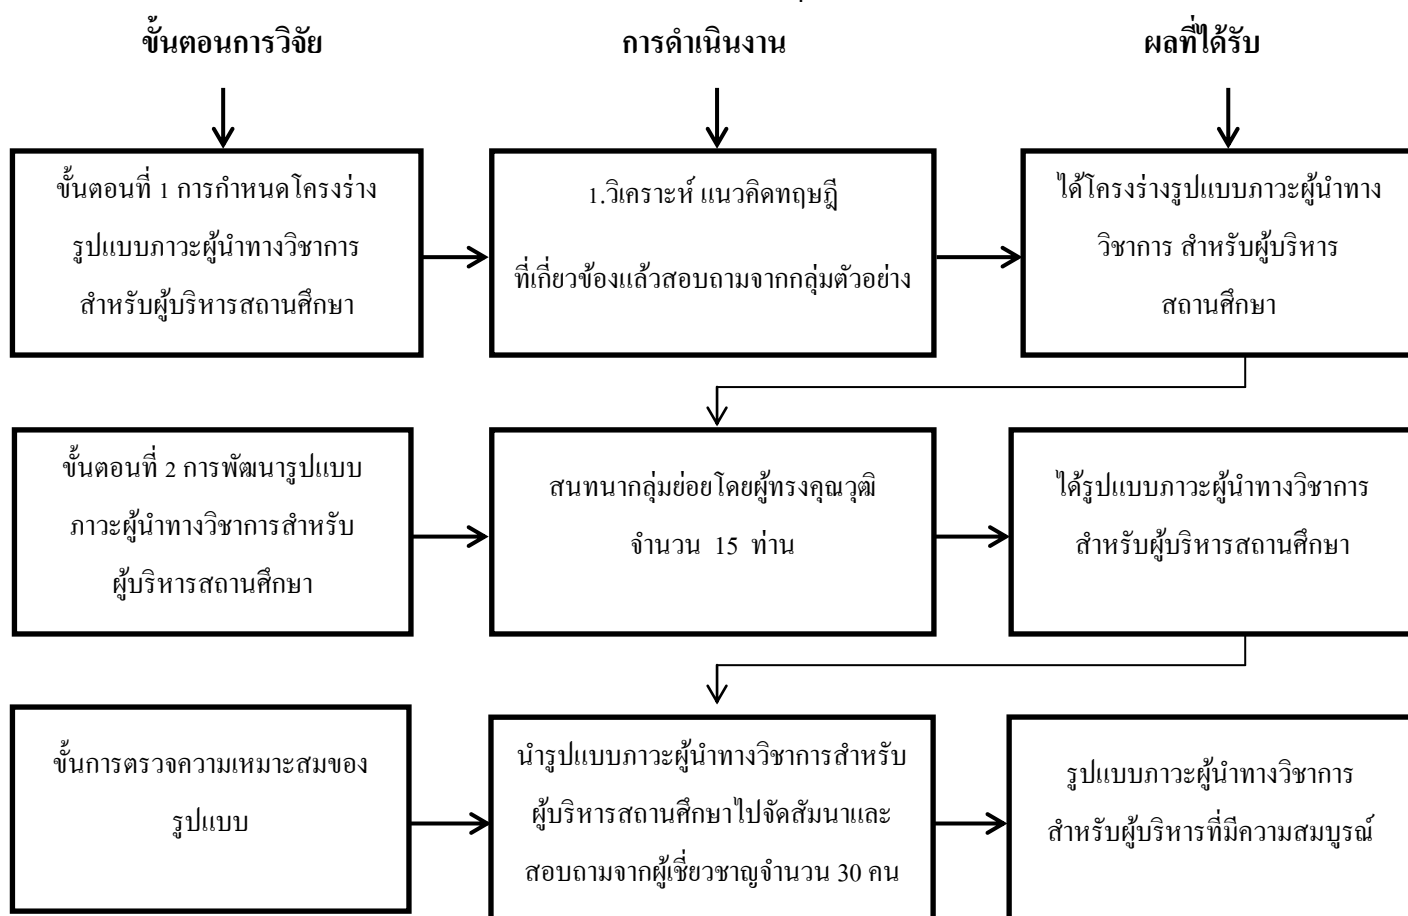 ขั้นตอนการวิจัย
การดำเนินงาน
ผลที่ได้รับ
ขั้นตอนที่ 1 การกำหนดโครงร่าง
รูปแบบภาวะผู้นำทางวิชาการ
สำหรับผู้บริหารสถานศึกษา
1.วิเคราะห์ แนวคิดทฤษฎี
ที่เกี่ยวข้องแล้วสอบถามจากกลุ่มตัวอย่าง
ได้โครงร่างรูปแบบภาวะผู้นำทาง
วิชาการ สำหรับผู้บริหาร
สถานศึกษา
ขั้นตอนที่ 2 การพัฒนารูปแบบ
ภาวะผู้นำทางวิชาการสำหรับ
ผู้บริหารสถานศึกษา
สนทนากลุ่มย่อยโดยผู้ทรงคุณวุฒิ
จำนวน 15 ท่าน
ได้รูปแบบภาวะผู้นำทางวิชาการ
สำหรับผู้บริหารสถานศึกษา
ขั้นการตรวจความเหมาะสมของ
รูปแบบ
นำรูปแบบภาวะผู้นำทางวิชาการสำหรับ
ผู้บริหารสถานศึกษาไปจัดสัมนาและ
สอบถามจากผู้เชี่ยวชาญจำนวน 30 คน
รูปแบบภาวะผู้นำทางวิชาการ
สำหรับผู้บริหารที่มีความสมบูรณ์